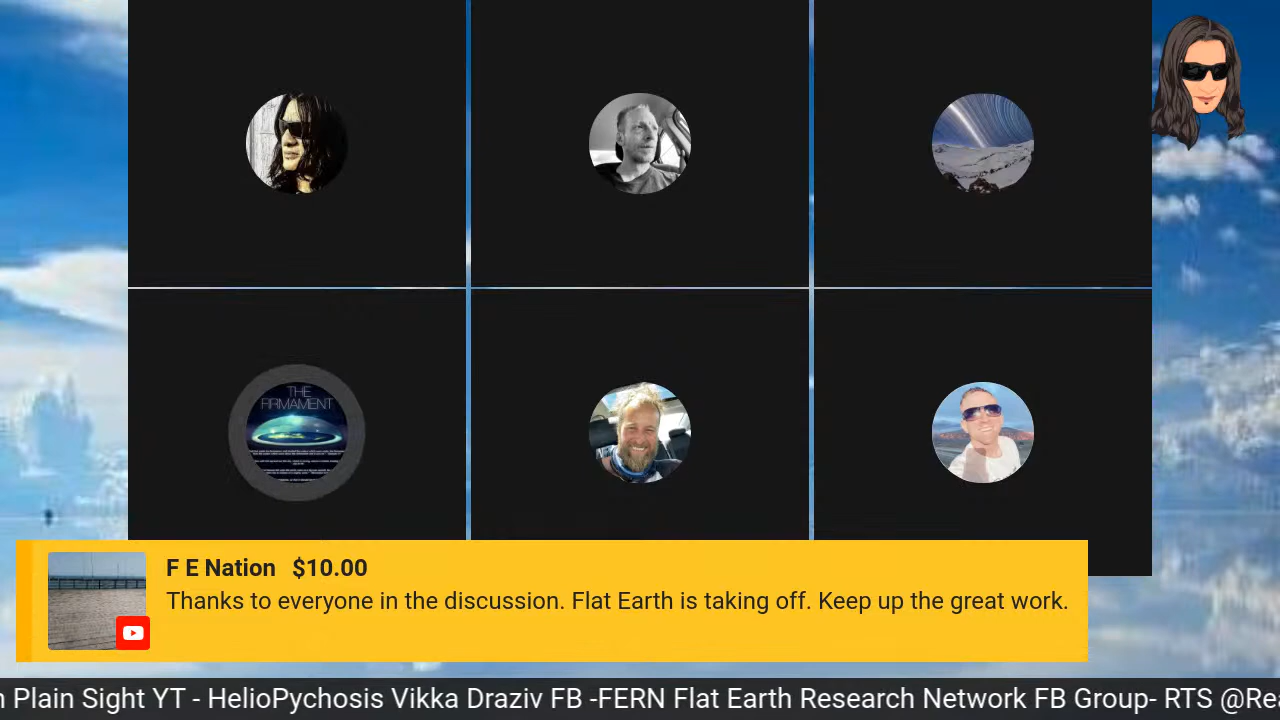 THE
FIRMAMENT
F E Nation $10.00
Thanks to everyone in the discussion. Flat Earth is taking off. Keep up the great work.
Plain Sight YT - HelioPychosis Vikka Draziv FB -FERN Flat Earth Research Network FB Group- RTS